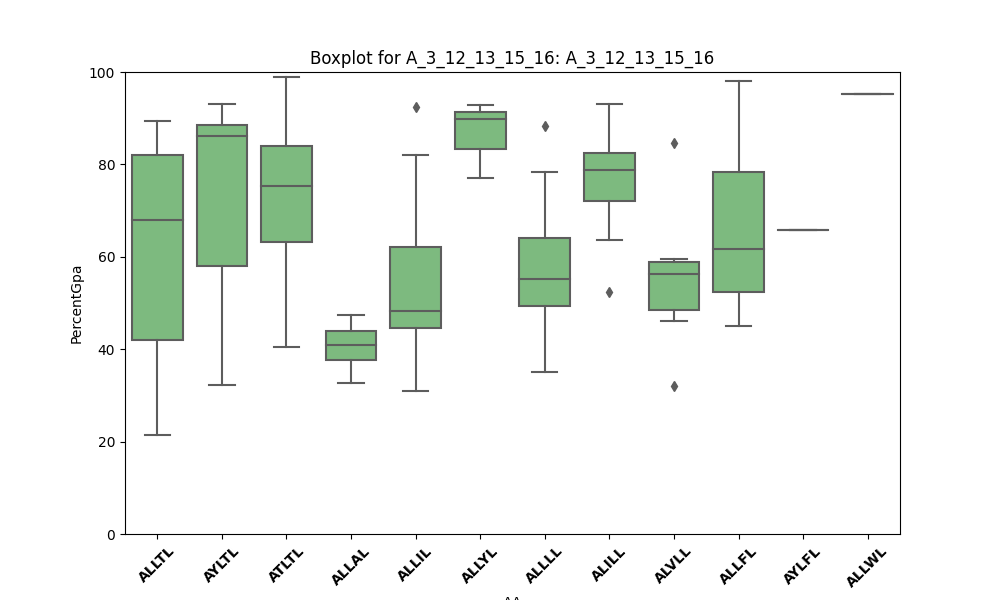 Boxplot for A_3_12_13_15_16: A_3_12_13_15_16
PercentGpa
100
80
60
40
20
0
ALLTL
AYLTL
ATLTL
ALLAL
ALLIL
ALLYL
ALLLL
ALILL
ALVLL
ALLFL
AYLFL
ALLWL